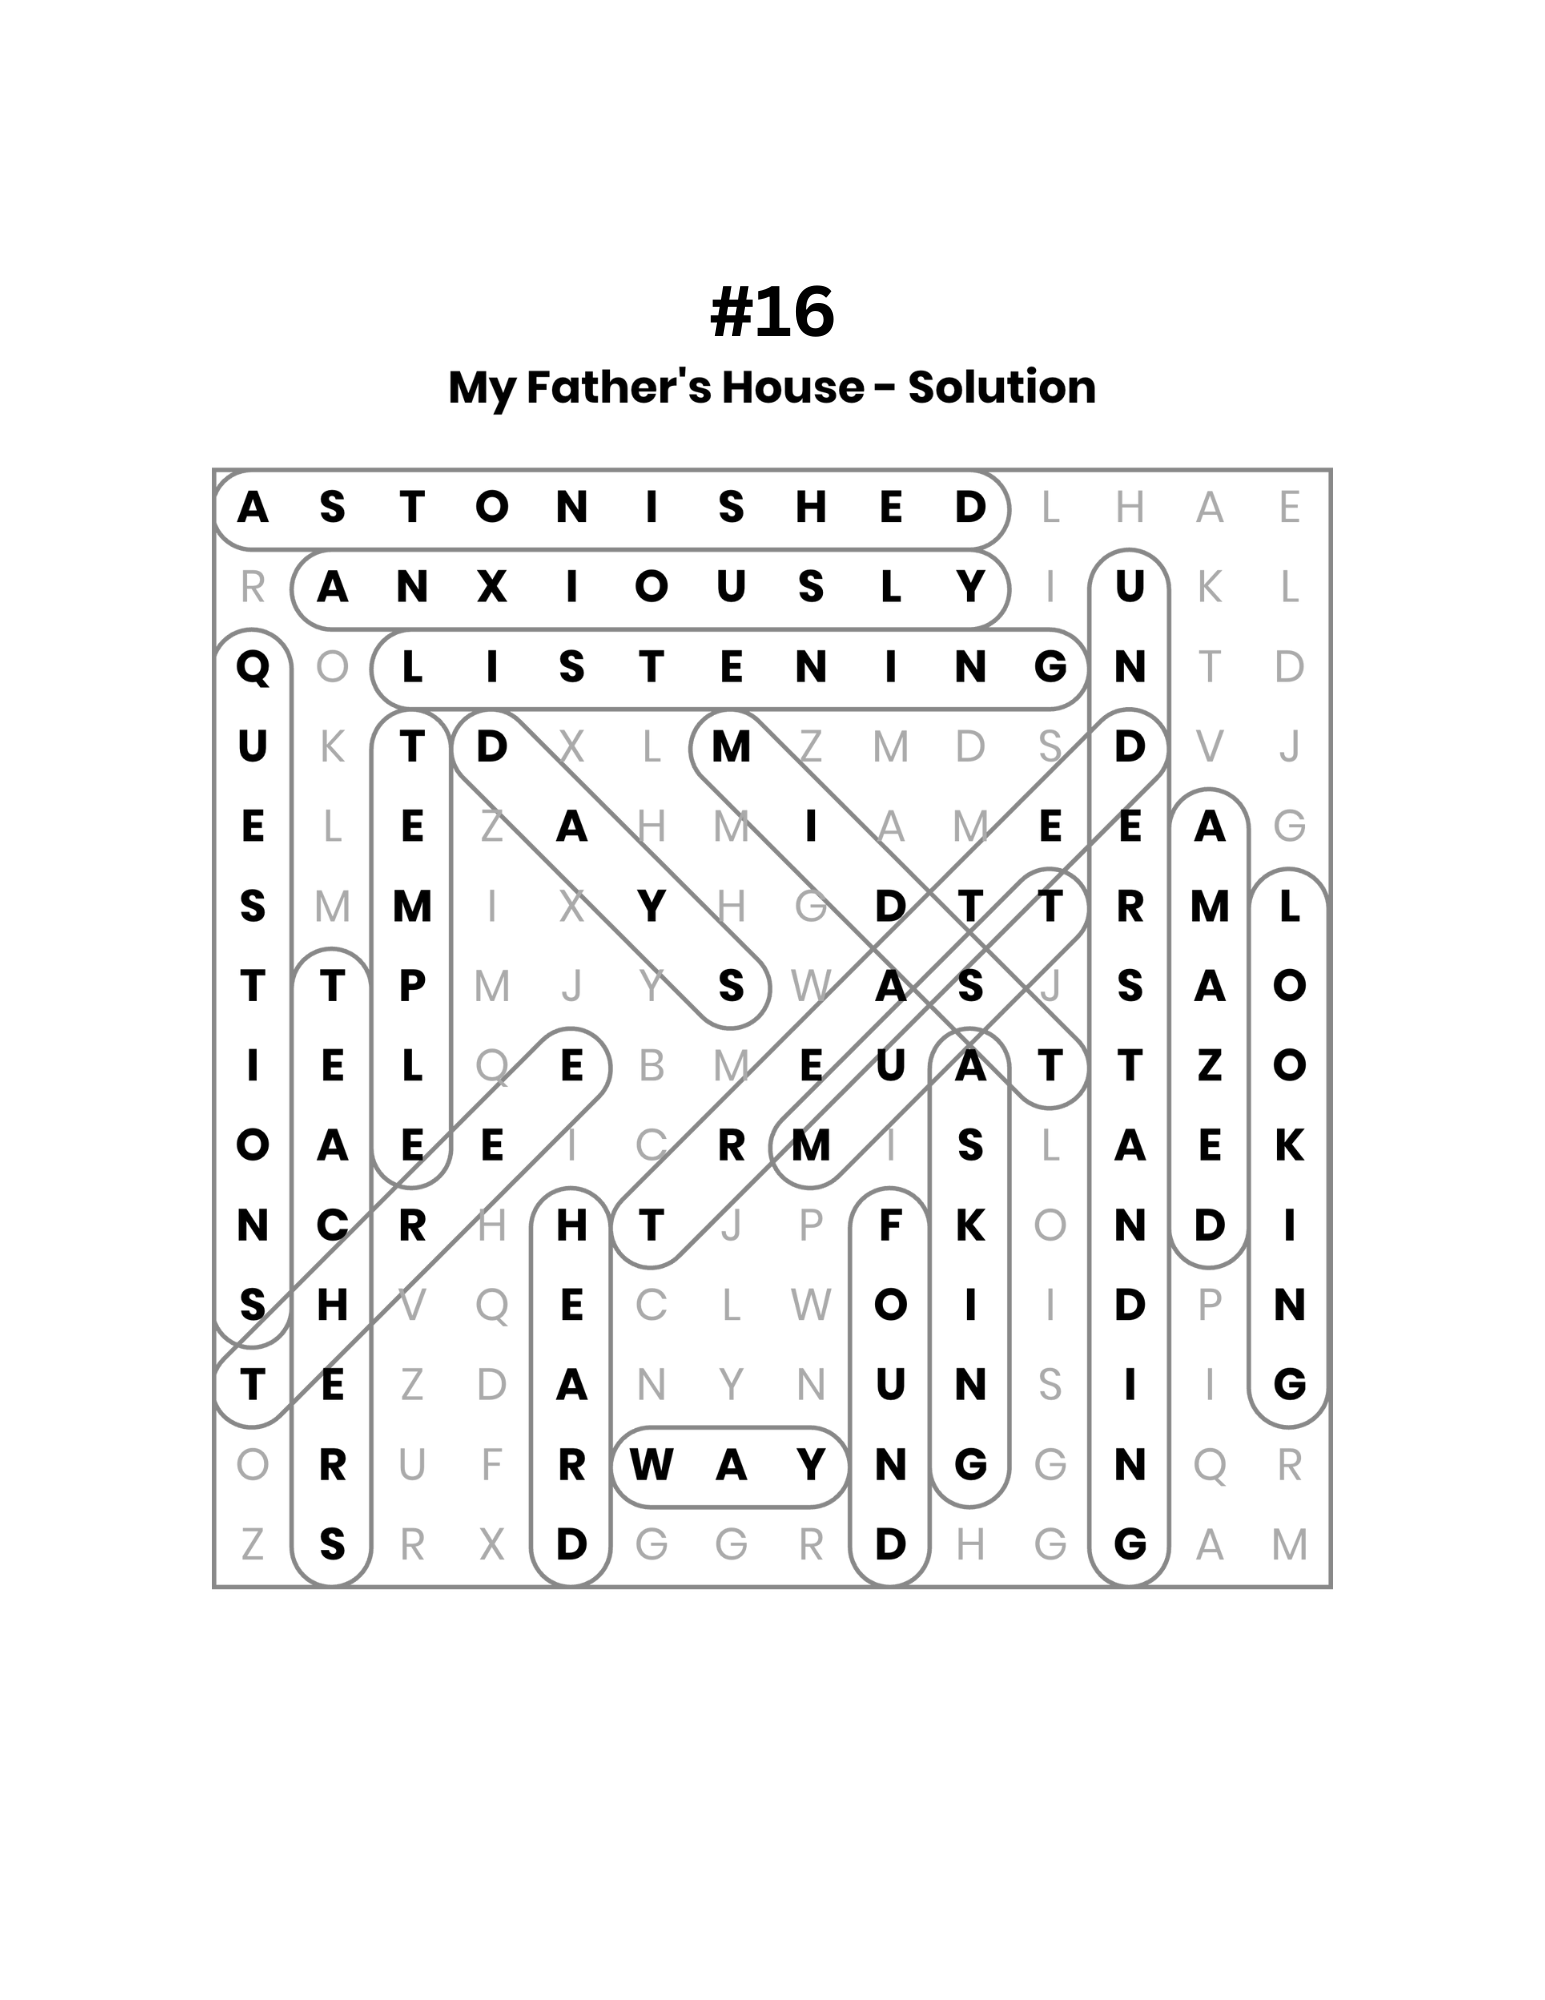 #16
My Father's House - Solution
A S T O N I S H E D L H A E
R A N X I O U S L Y I U K L
Q O L I S T E N I N G N T D
U K T D X L M Z M D S D V J
E L E Z A H M I A M E E A G
S M M I X Y H G D T T R M L
T T P M J Y S W A S J S A O
I E L Q E B M E U A T T Z O
O A E E I C R M I S L A E K
N C R H H T J P F K O N D I
S H V Q E C L W O I I D P N
T E Z D A N Y N U N S I I G
O R U F R W A Y N G G N Q R
Z S R X D G G R D H G G A M